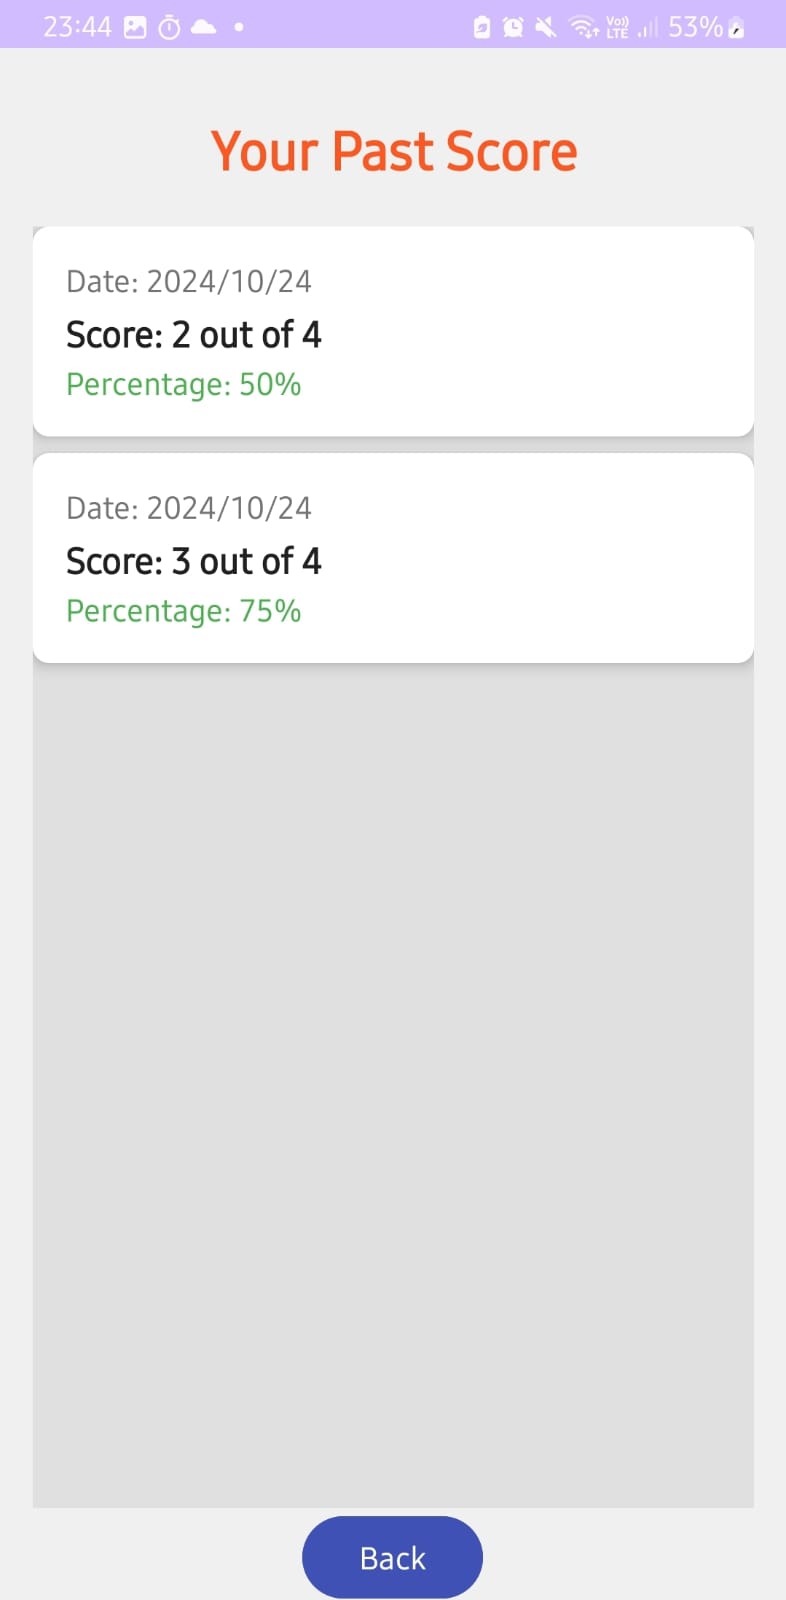 23:44 Vo)) LTE 53%
Your Past Score
Date: 2024/10/24
Score: 2 out of 4
Percentage: 50%
Date: 2024/10/24
Score: 3 out of 4
Percentage: 75%
Back